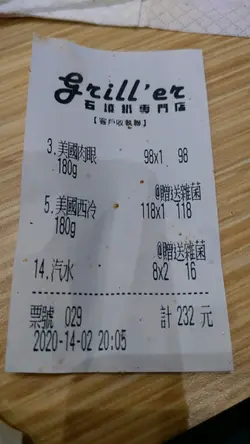 Grill'er
石燒扒專門店
【客戶收執聯】
3.美國肉眼 98x1 98
180g
@贈送雜菌
5.美國西冷 118x1 118
180g
@贈送雜菌
14.汽水 8x2 16
票號 029 計 232 元
2020-14-02 20:05